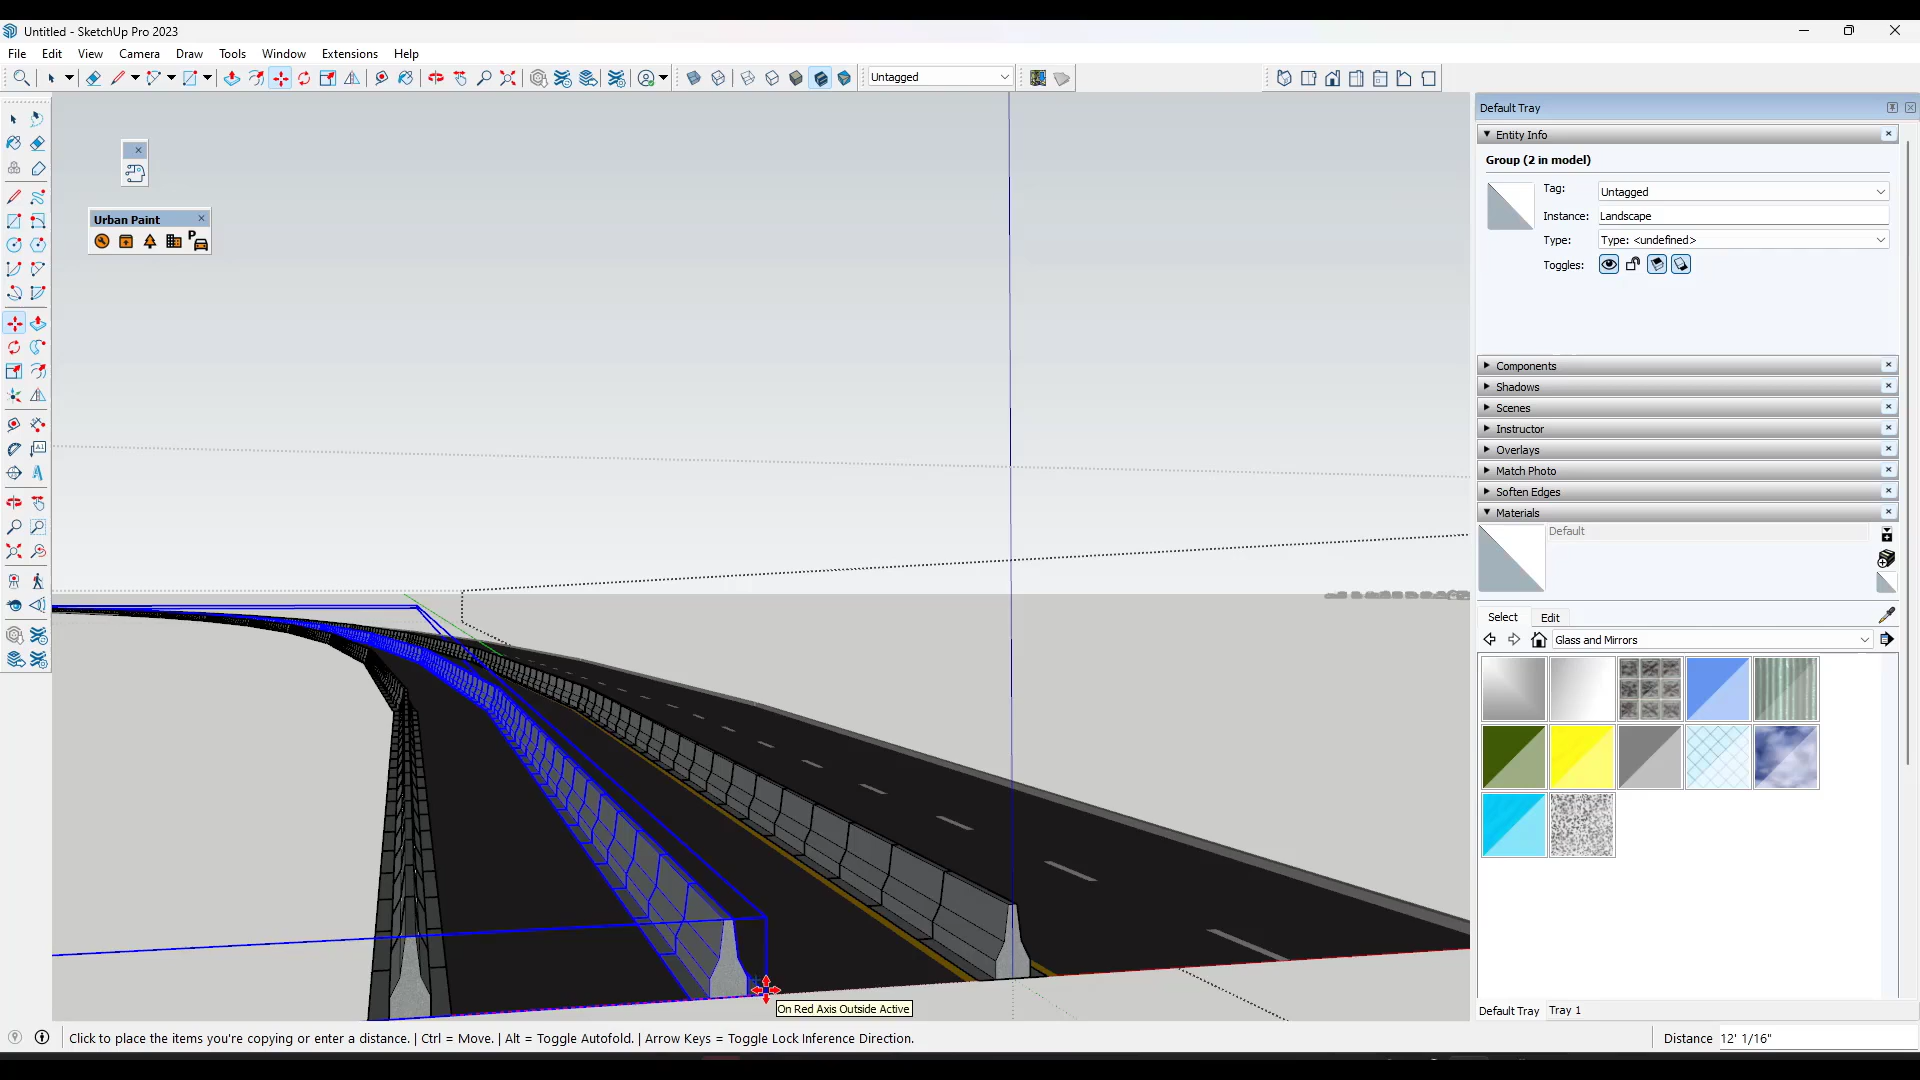 Untitled - SketchUp Pro 2023
File Edit View Camera Draw Tools Window Extensions Help
Untagged
Default Tray
Entity Info
Group (2 in model)
Tag: Untagged
Instance: Landscape
Type: Type: <undefined>
Toggles:
Urban Paint
P
Components
Shadows
Scenes
Instructor
Overlays
Match Photo
Soften Edges
Materials
Default
Select Edit
Glass and Mirrors
On Red Axis Outside Active
Default Tray Tray 1
Click to place the items you're copying or enter a distance. | Ctrl = Move. | Alt = Toggle Autofold. | Arrow Keys = Toggle Lock Inference Direction.
Distance 12' 1/16"